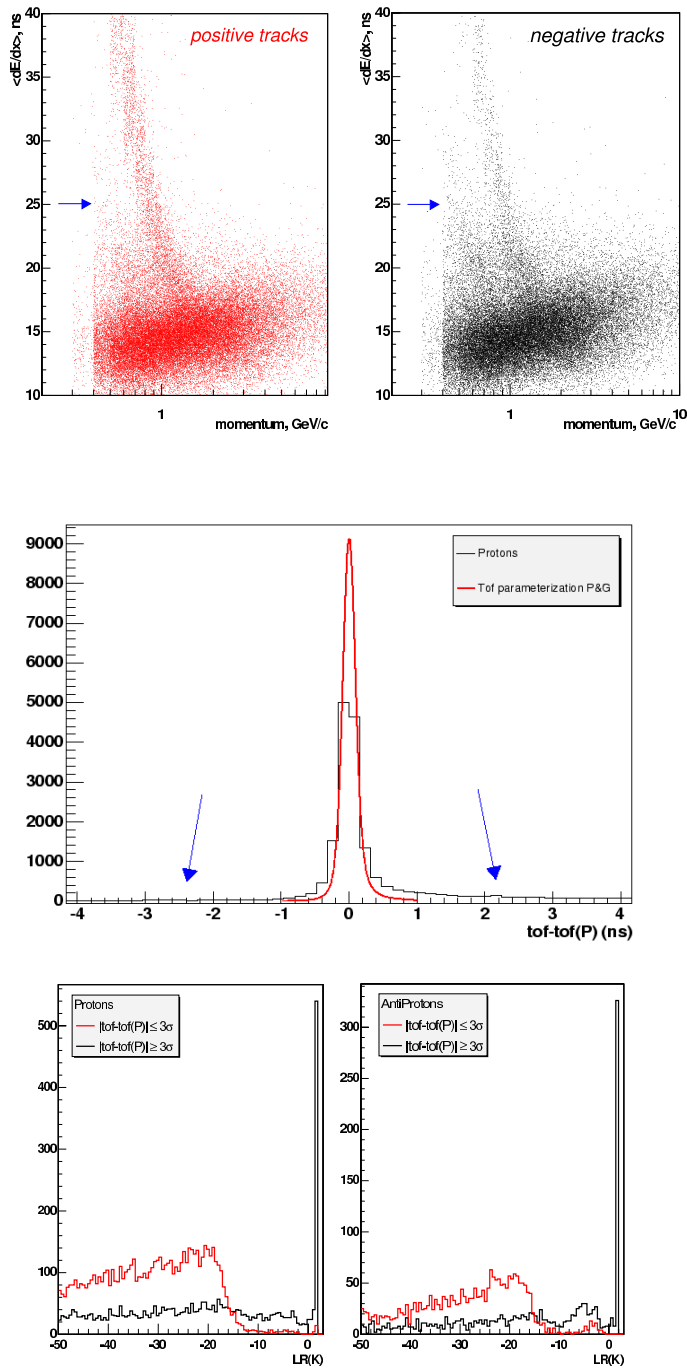 <dE/dx>, ns
40
35
30
25
20
15
10
positive tracks
1
momentum, GeV/c
<dE/dx>, ns
40
35
30
25
20
15
10
negative tracks
1
10
momentum, GeV/c
9000
8000
7000
6000
5000
4000
3000
2000
1000
0
Protons
Tof parameterization P&G
-4 -3 -2 -1 0 1 2 3 4
tof-tof(P) (ns)
500
400
300
200
100
0
Protons
|tof-tof(P)| ≤ 3σ
|tof-tof(P)| ≥ 3σ
-50 -40 -30 -20 -10 0
LR(K)
300
250
200
150
100
50
0
AntiProtons
|tof-tof(P)| ≤ 3σ
|tof-tof(P)| ≥ 3σ
-50 -40 -30 -20 -10 0
LR(K)